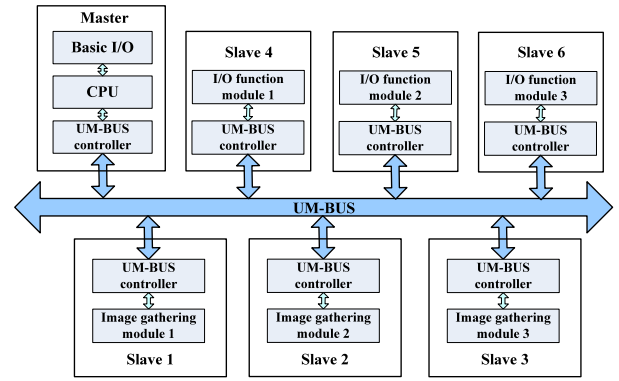 Master
Basic I/O
CPU
UM-BUS
controller
Slave 4
I/O function
module 1
UM-BUS
controller
Slave 5
I/O function
module 2
UM-BUS
controller
Slave 6
I/O function
module 3
UM-BUS
controller
UM-BUS
UM-BUS
controller
Image gathering
module 1
Slave 1
UM-BUS
controller
Image gathering
module 2
Slave 2
UM-BUS
controller
Image gathering
module 3
Slave 3